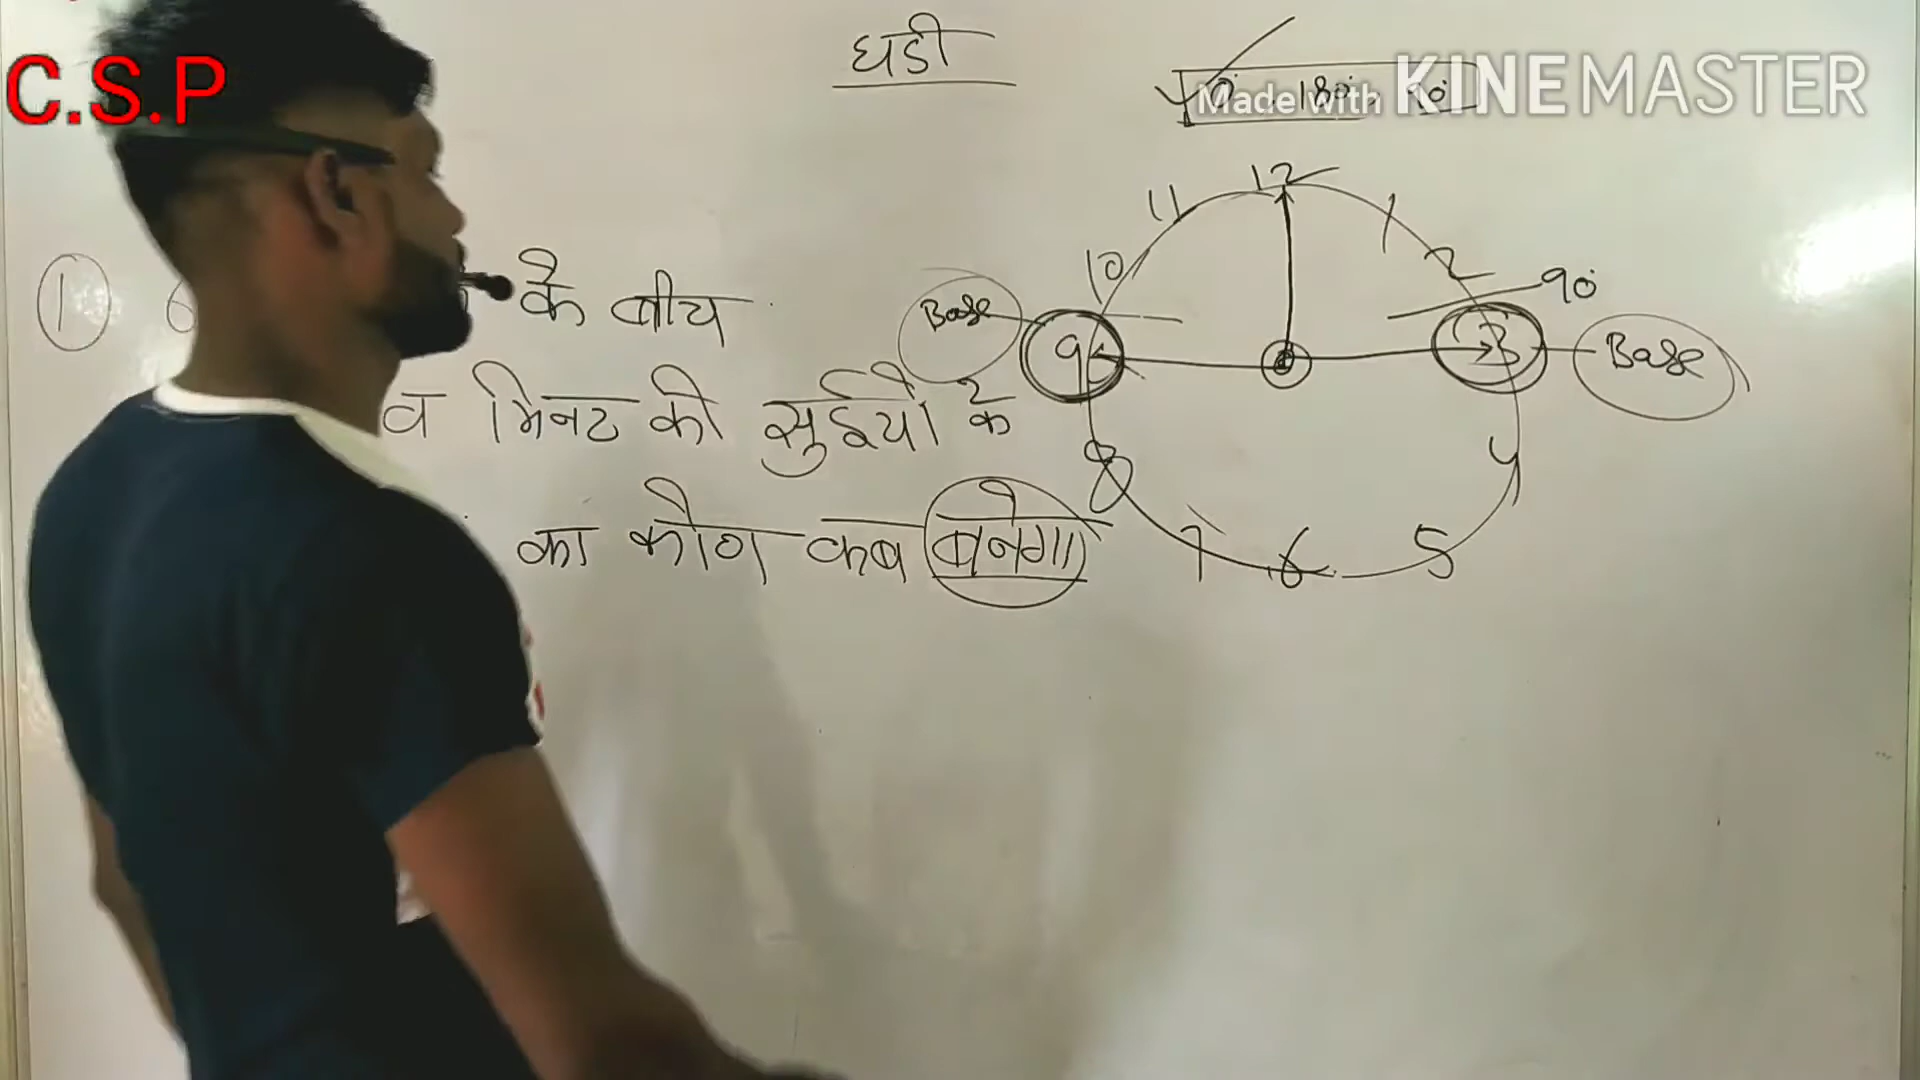 C.S.P
घडी
Made with KINEMASTER
180
12
11
1
10
2
90°
① के बीच
Base
9
3
Base
व मिनट की सुईयों के
8
4
का कोण कब बनेगा
7
6
5